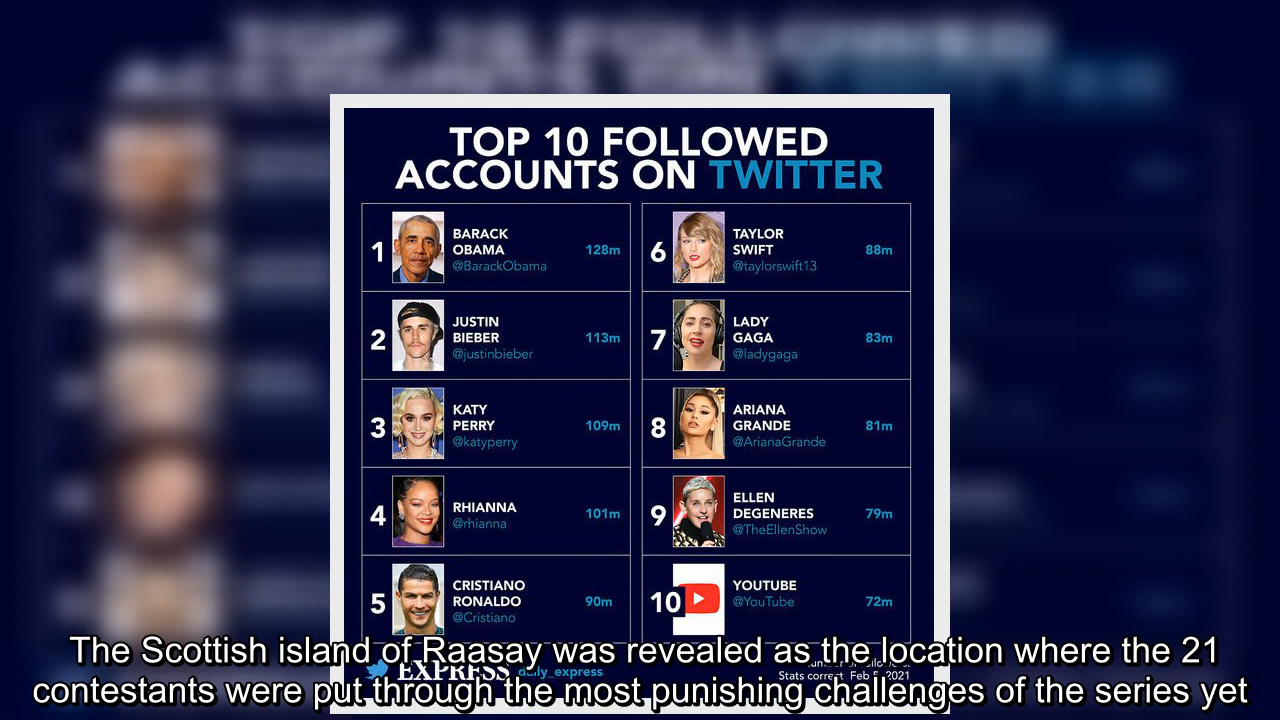 TOP 10 FOLLOWED
ACCOUNTS ON TWITTER
1
BARACK
OBAMA
@BarackObama
128m
2
JUSTIN
BIEBER
@justinbieber
113m
3
KATY
PERRY
@katyperry
109m
4
RHIANNA
@rhianna
101m
5
CRISTIANO
RONALDO
@Cristiano
90m
6
TAYLOR
SWIFT
@taylorswift13
88m
7
LADY
GAGA
@ladygaga
83m
8
ARIANA
GRANDE
@ArianaGrande
81m
9
ELLEN
DEGENERES
@TheEllenShow
79m
10
YOUTUBE
@YouTube
72m
EXPRESS daily_express
Stats correct Feb 5, 2021
The Scottish island of Raasay was revealed as the location where the 21
contestants were put through the most punishing challenges of the series yet